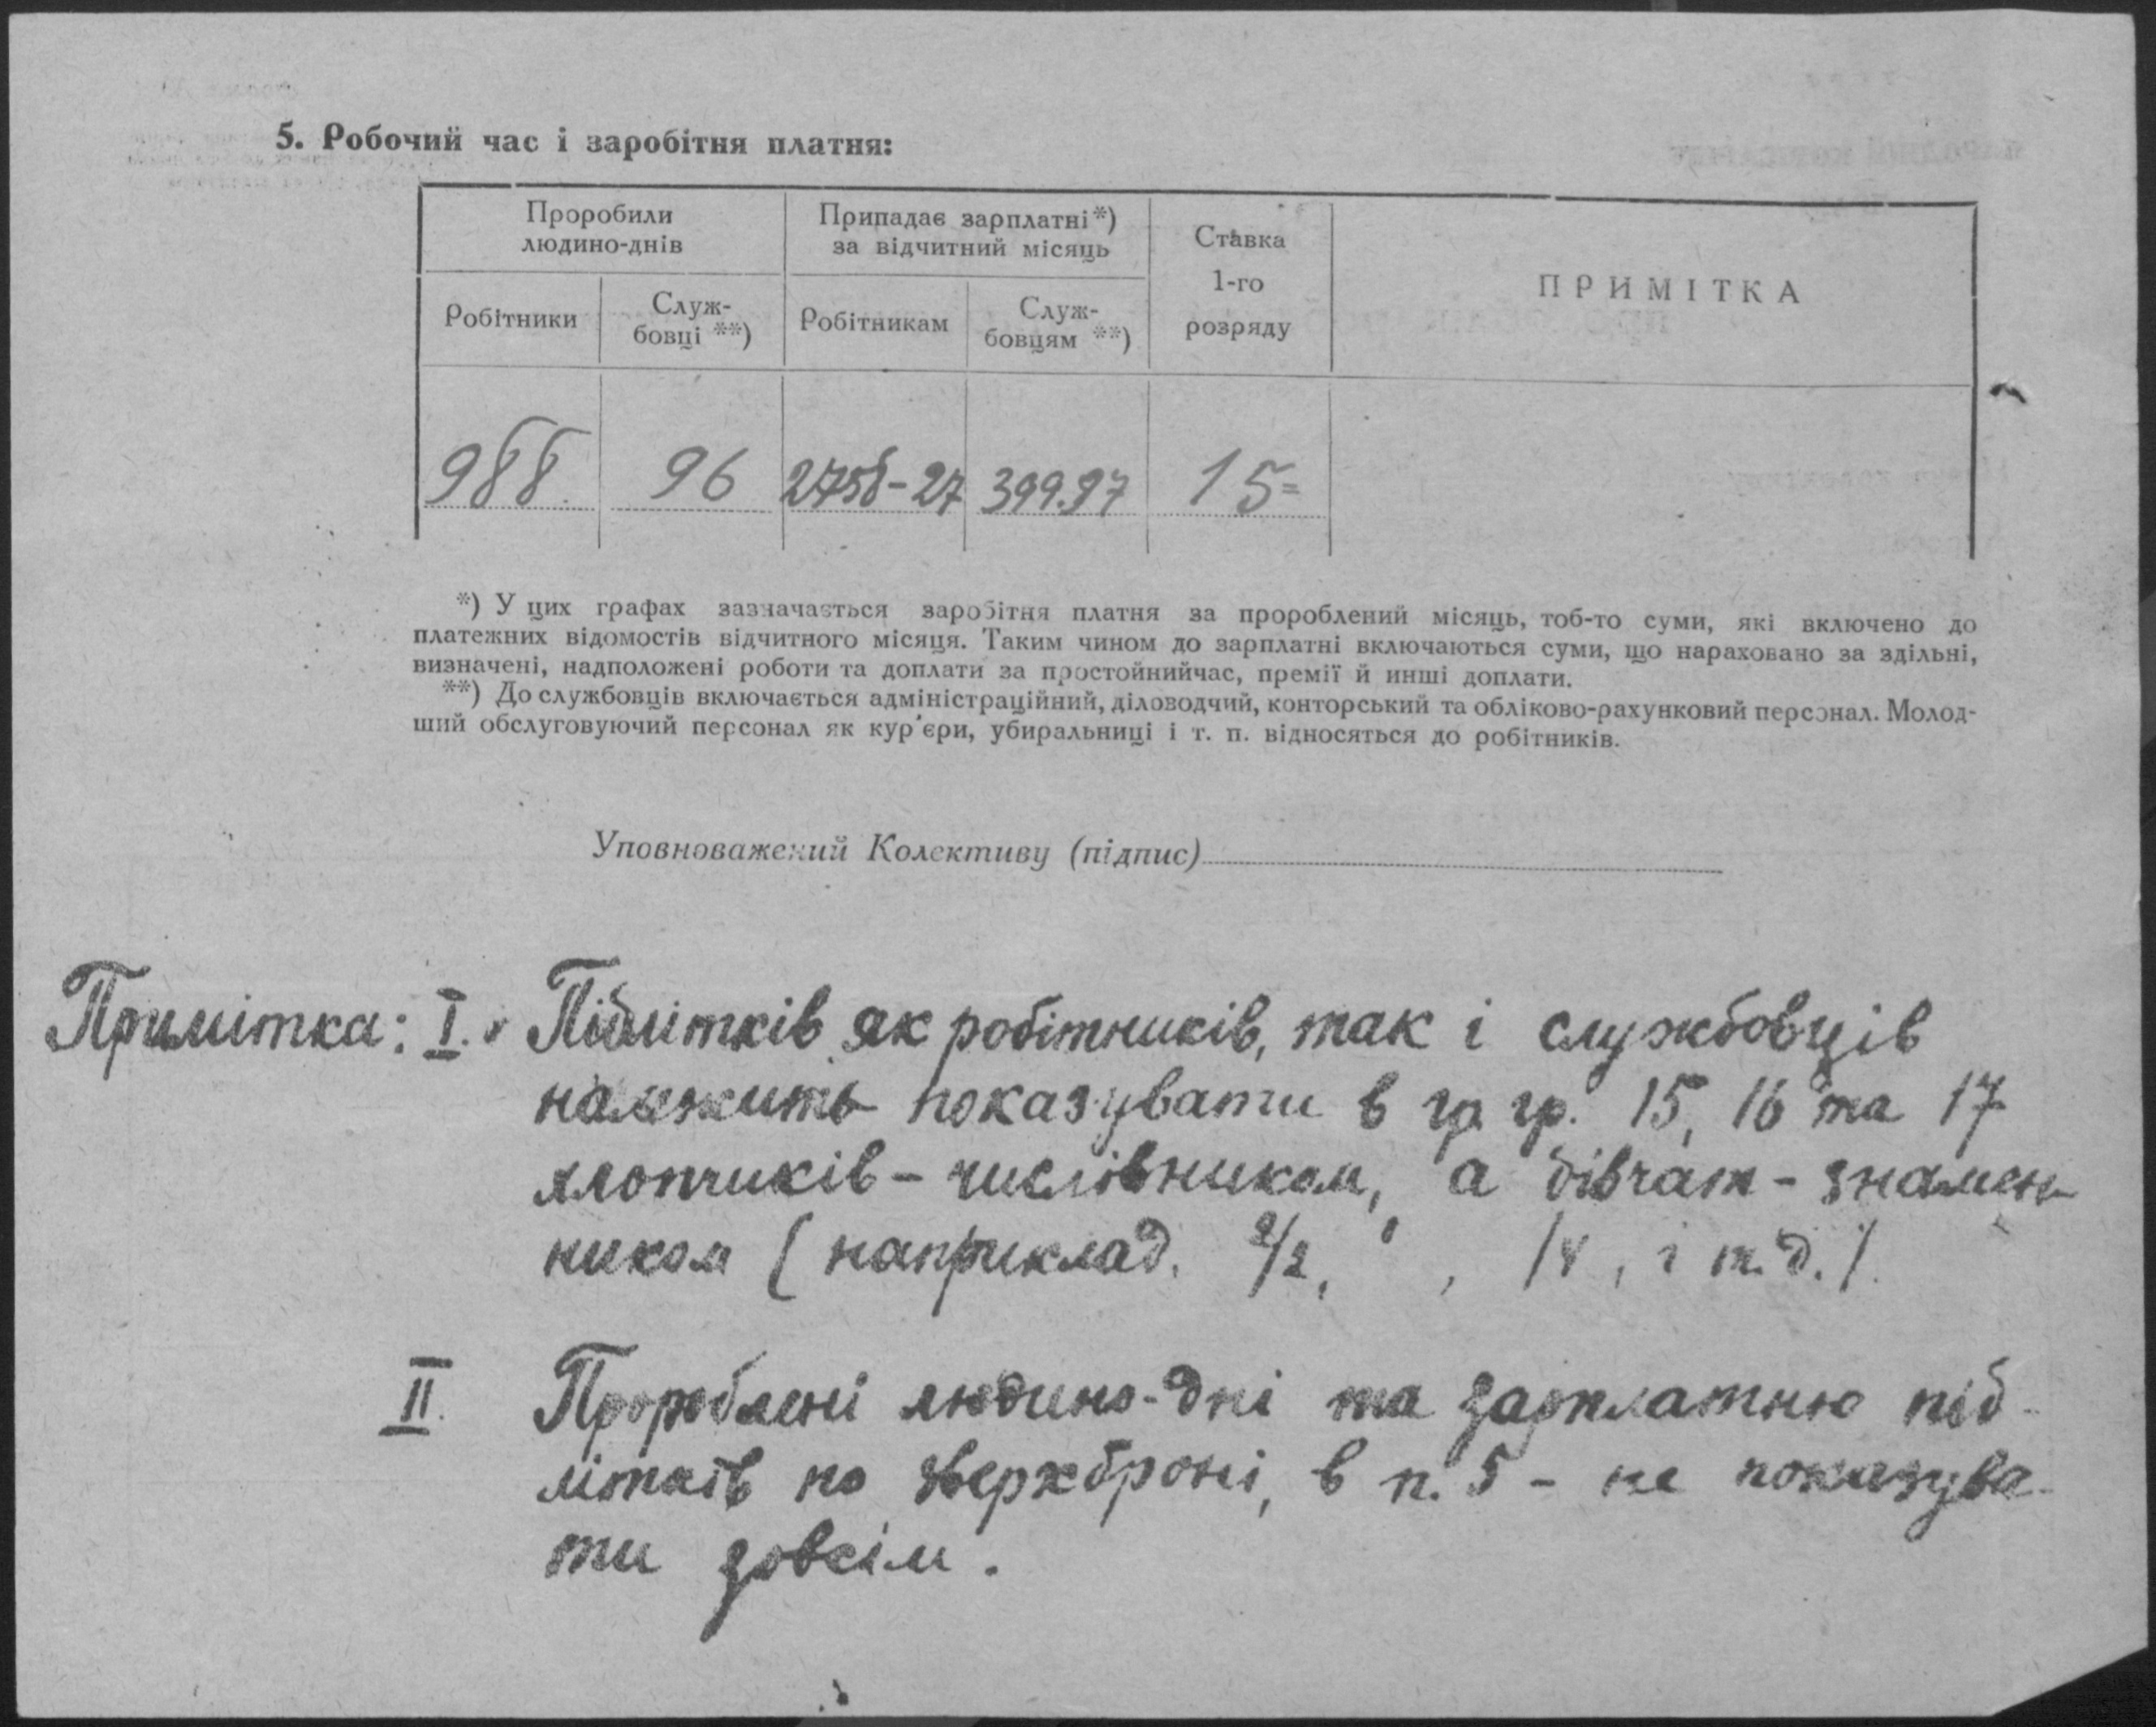 5. Робочий час і заробітня платня:
Проробили людино-днів
Припадає зарплатні*) за відчитний місяць
Ставка 1-го розряду
ПРИМІТКА
Робітники
Служ-бовці **)
Робітникам
Служ-бовцям **)
988
96
2758-27
399.97
15=
*) У цих графах зазначається заробітня платня за пророблений місяць, тоб-то суми, які включено до
платежних відомостів відчитного місяця. Таким чином до зарплатні включаються суми, що нараховано за здільні,
визначені, надположені роботи та доплати за простойнийчас, премії й инші доплати.
**) До службовців включається адміністраційний, діловодчий, конторський та обліково-рахунковий персонал. Молод-
ший обслуговуючий персонал як кур'єри, убиральниці і т. п. відносяться до робітників.
Уповноважений Колективу (підпис)
Примітка: I. Підлітків як робітників, так і службовців
належить показувати в гр. гр. 15, 16 та 17
хлопчиків - числівником, а дівчат - знамен-
ником (наприклад. 2/2, , /4, і т.д.).
II. Пророблені людино-дні та зарплатню під-
літків по зверхброні, в п. 5 - не показува-
ти зовсім.